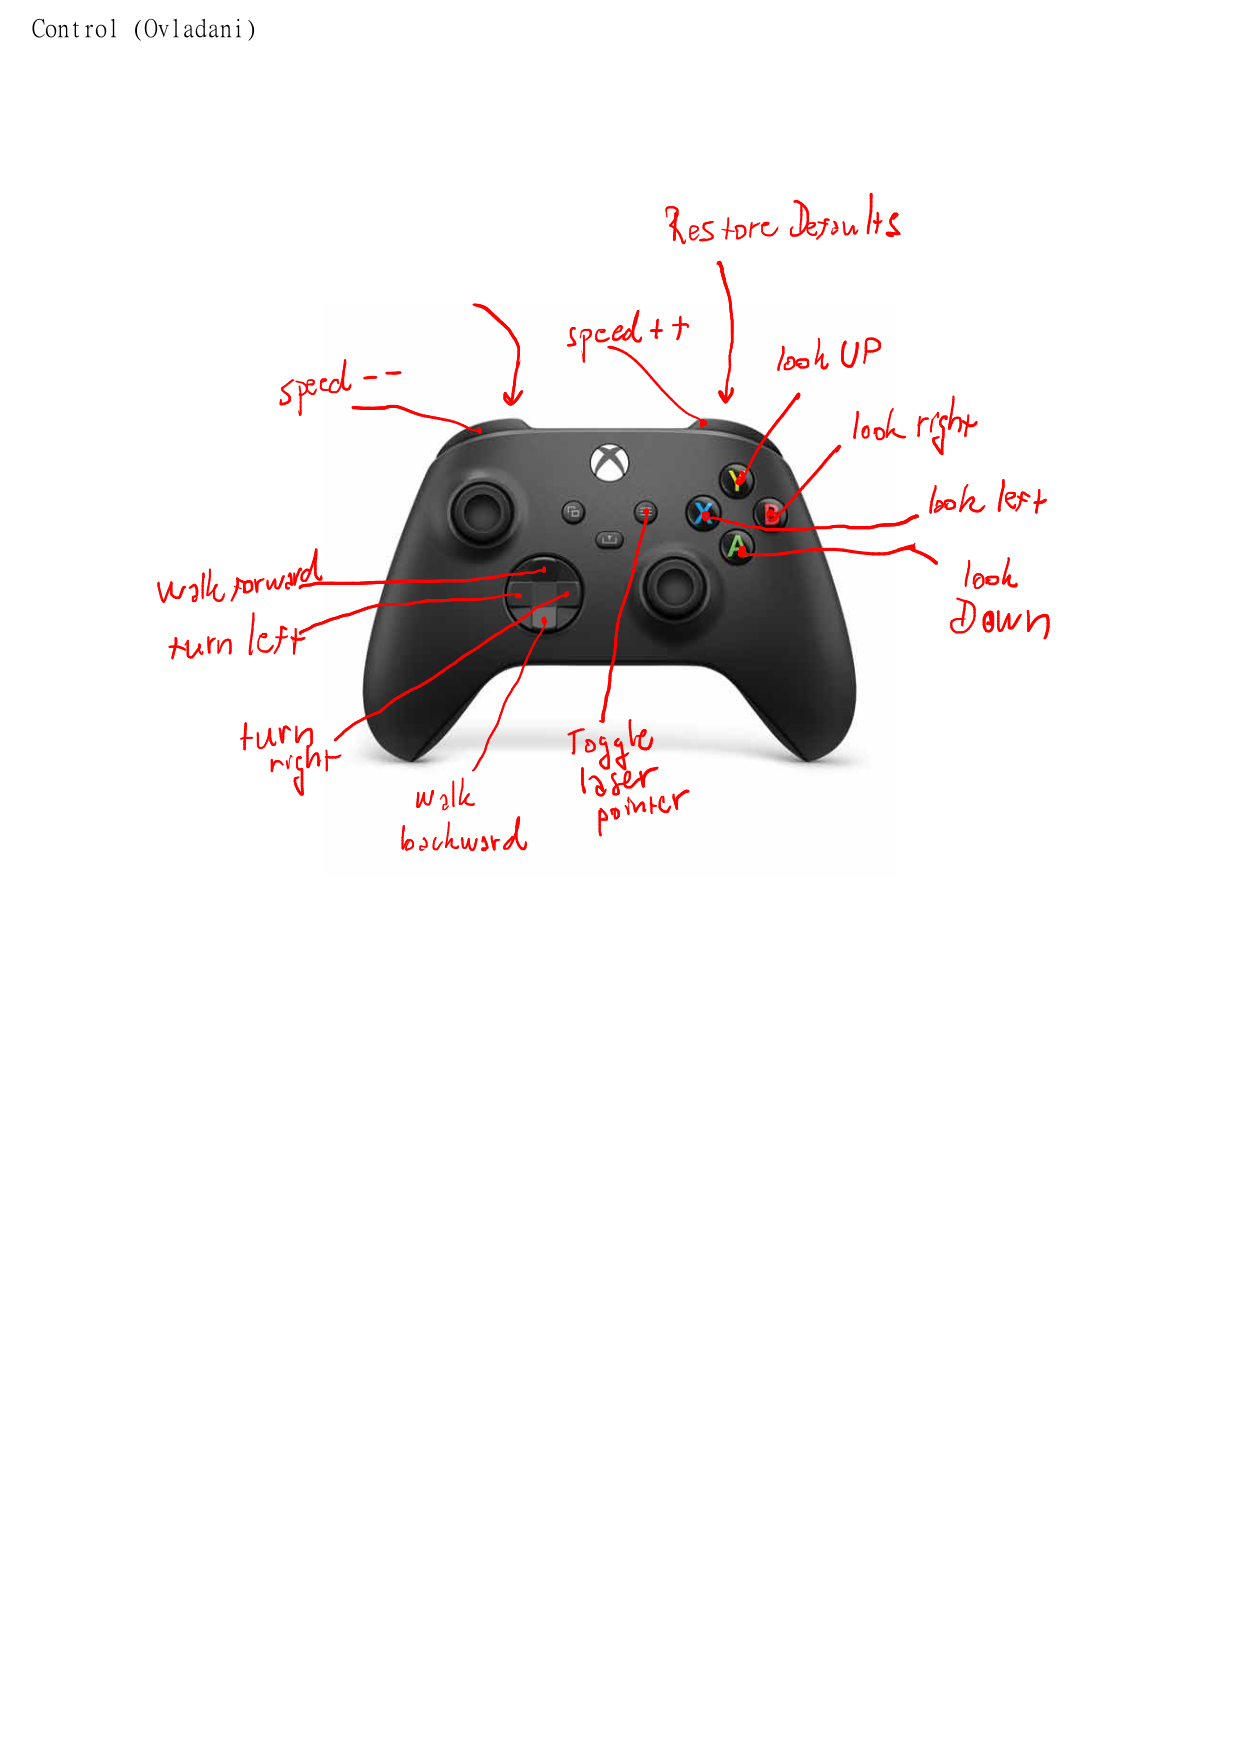 Control (Ovladani)
Restore Defaults
speed++
look UP
speed --
look right
Y
look left
X
B
A
walk forward
look
Down
turn left
turn
right
Toggle
laser
pointer
walk
backward